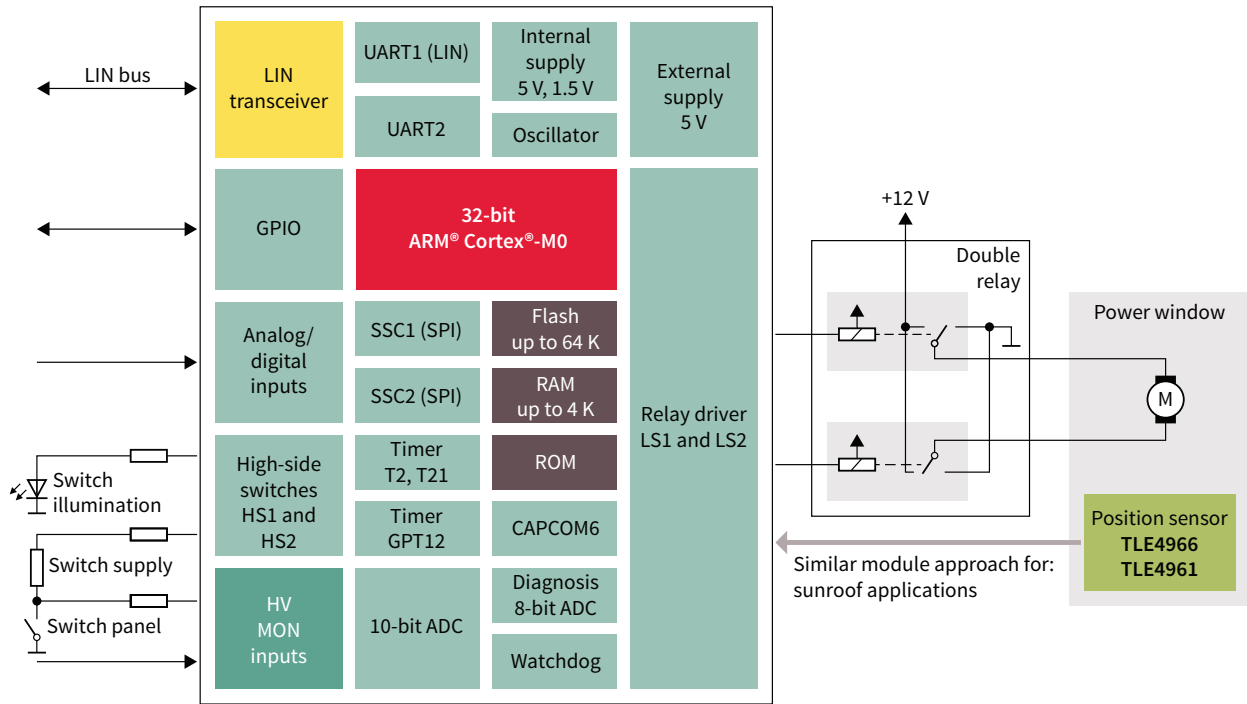 LIN bus
LIN
transceiver
UART1 (LIN)
UART2
Internal
supply
5 V, 1.5 V
Oscillator
External
supply
5 V
GPIO
32-bit
ARM® Cortex®-M0
Analog/
digital
inputs
SSC1 (SPI)
SSC2 (SPI)
Flash
up to 64 K
RAM
up to 4 K
Relay driver
LS1 and LS2
High-side
switches
HS1 and
HS2
Timer
T2, T21
ROM
Timer
GPT12
CAPCOM6
HV
MON
inputs
10-bit ADC
Diagnosis
8-bit ADC
Watchdog
Switch
illumination
Switch supply
Switch panel
+12 V
Double
relay
Power window
M
Position sensor
TLE4966
TLE4961
Similar module approach for:
sunroof applications